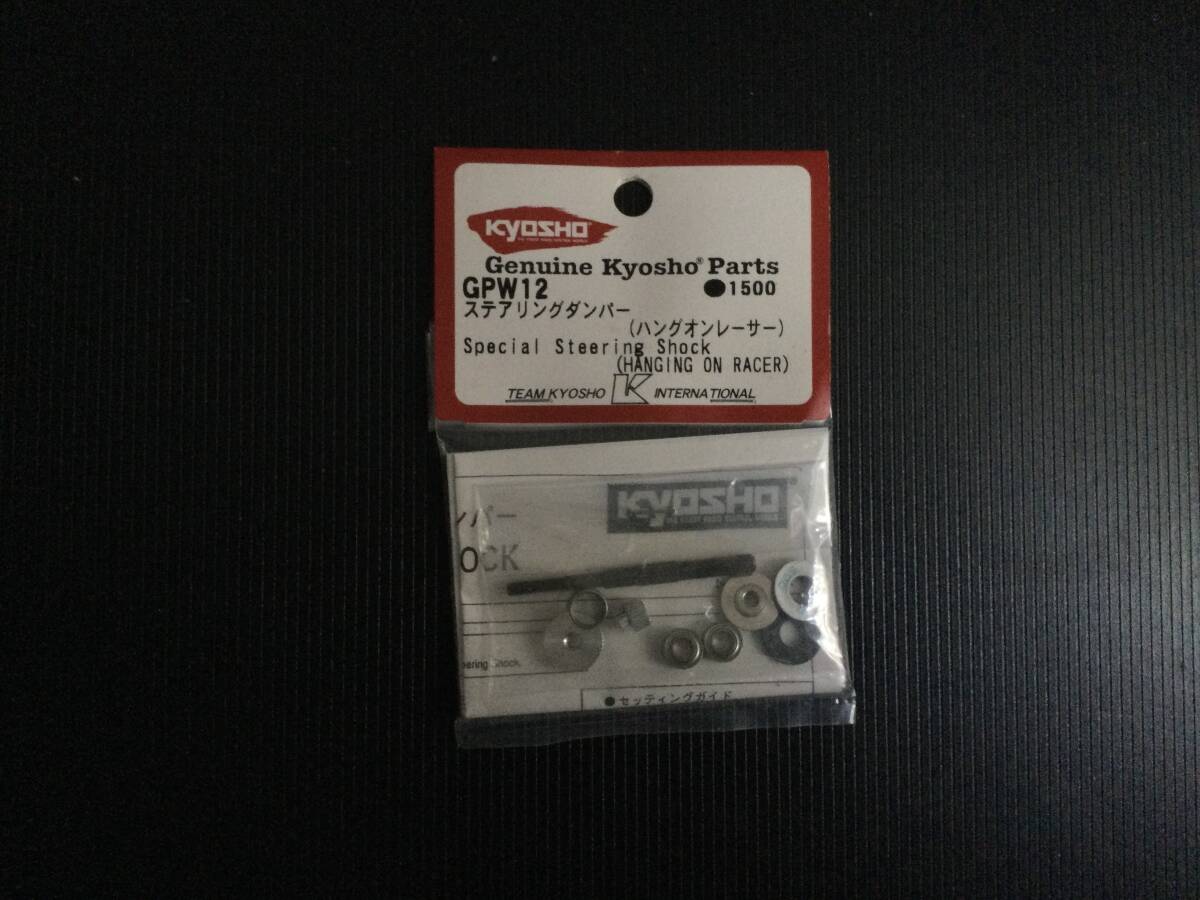 KYOSHO
Genuine Kyosho® Parts
GPW12 ●1500
ステアリングダンパー
(ハングオンレーサー)
Special Steering Shock
(HANGING ON RACER)
TEAM KYOSHO K INTERNATIONAL
KYOSHO
ンパー
OCK
eering Shock.
●セッティングガイド